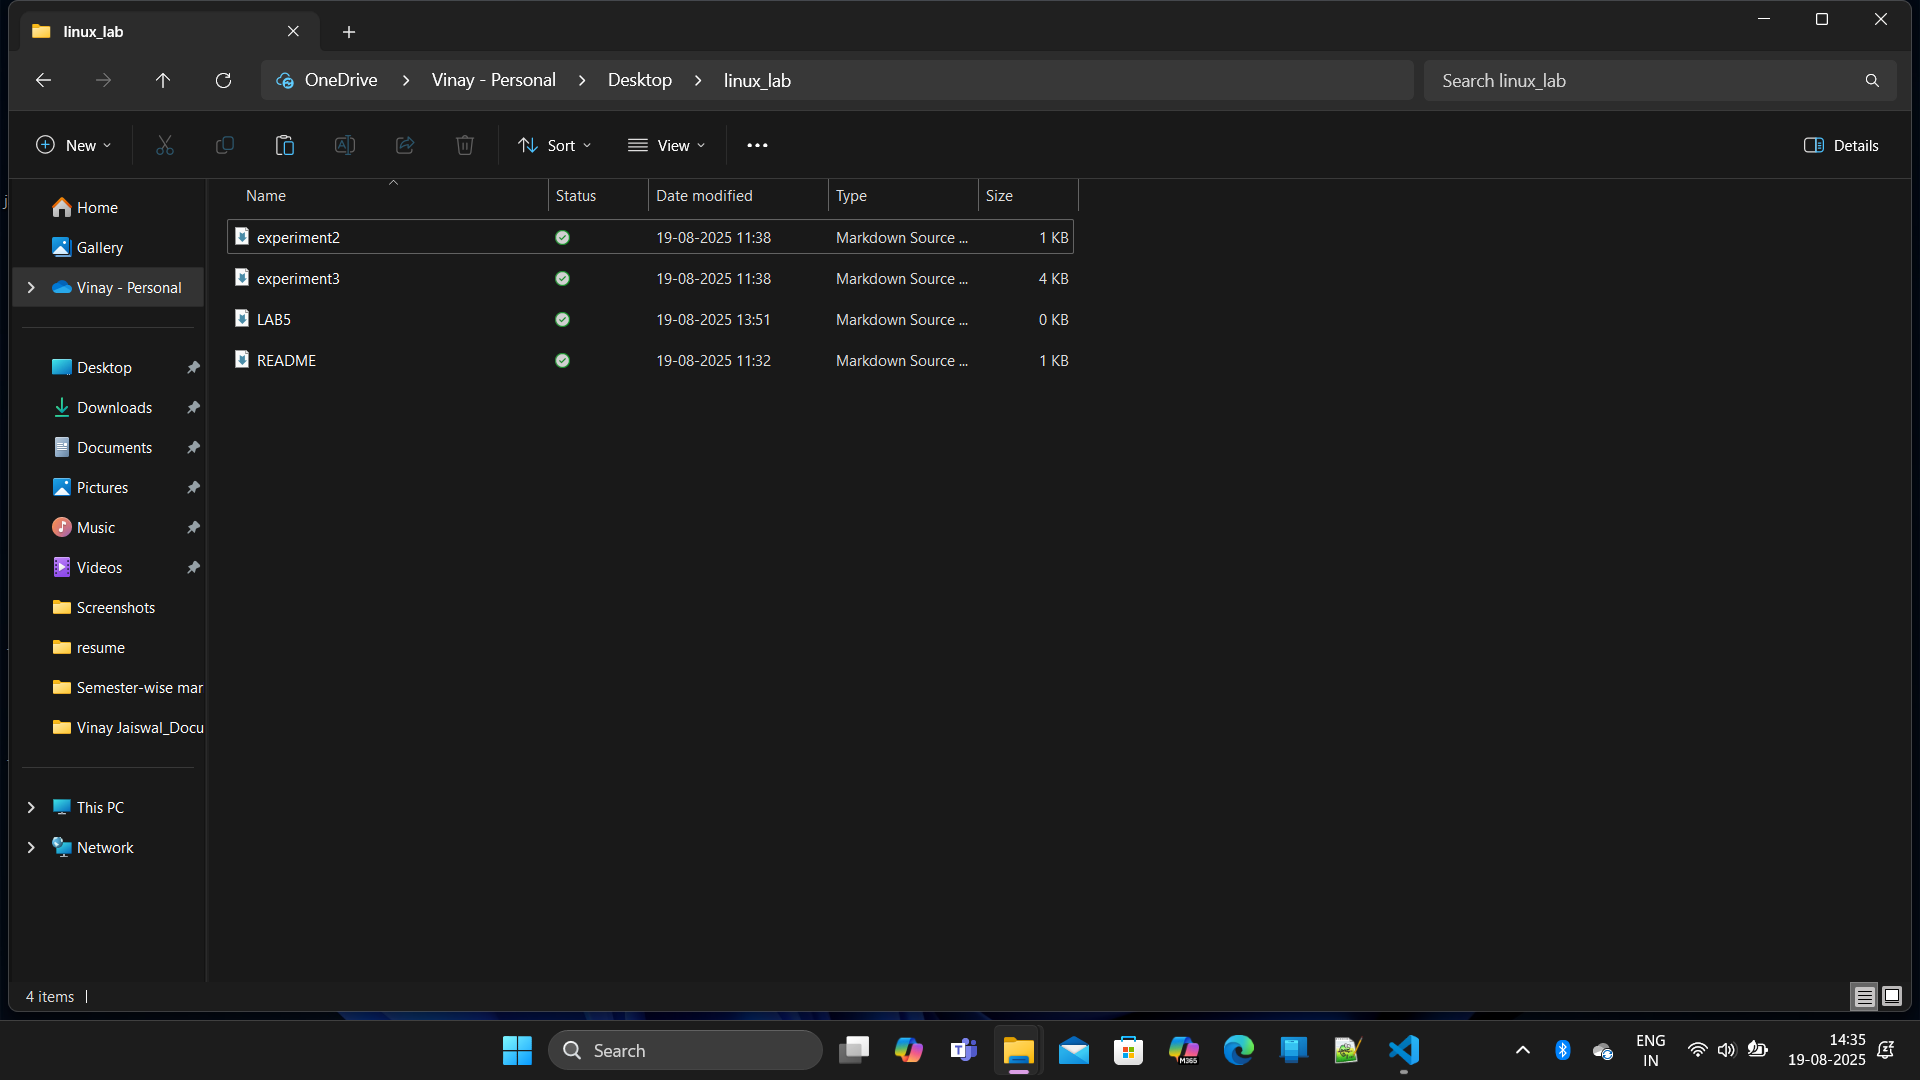 linux_lab
OneDrive Vinay - Personal Desktop linux_lab
Search linux_lab
New Sort View Details
Name Status Date modified Type Size
experiment2 19-08-2025 11:38 Markdown Source ... 1 KB
experiment3 19-08-2025 11:38 Markdown Source ... 4 KB
LAB5 19-08-2025 13:51 Markdown Source ... 0 KB
README 19-08-2025 11:32 Markdown Source ... 1 KB
Home
Gallery
Vinay - Personal
Desktop
Downloads
Documents
Pictures
Music
Videos
Screenshots
resume
Semester-wise mar
Vinay Jaiswal_Docu
This PC
Network
4 items
Search
M365
ENG
IN
14:35
19-08-2025